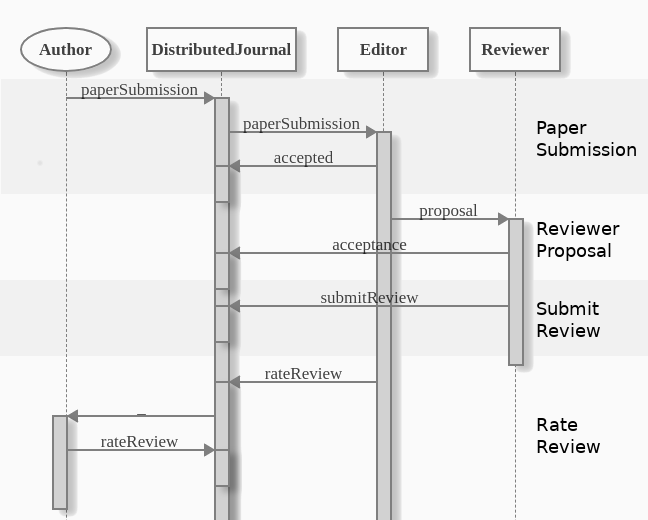 Author
DistributedJournal
Editor
Reviewer
paperSubmission
paperSubmission
accepted
Paper
Submission
proposal
acceptance
Reviewer
Proposal
submitReview
Submit
Review
rateReview
_
rateReview
Rate
Review